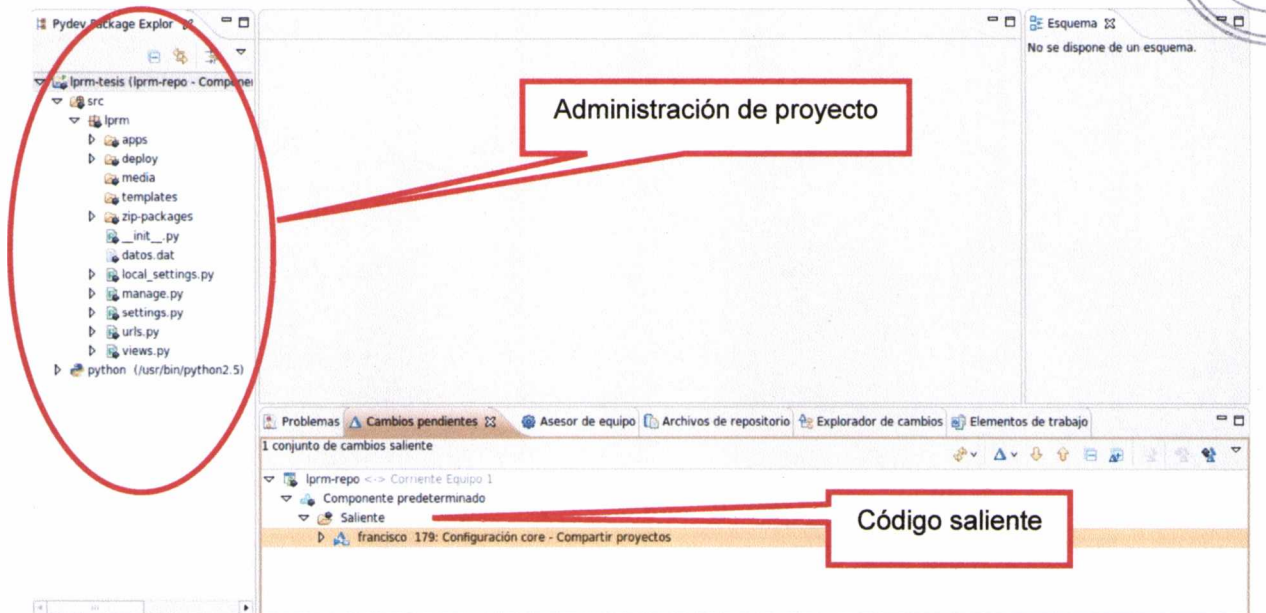 Pydev Package Explor
lprm-tesis (lprm-repo - Componen
src
lprm
apps
deploy
media
templates
zip-packages
__init__.py
datos.dat
local_settings.py
manage.py
settings.py
urls.py
views.py
python (/usr/bin/python2.5)
Administración de proyecto
Esquema
No se dispone de un esquema.
Problemas Cambios pendientes Asesor de equipo Archivos de repositorio Explorador de cambios Elementos de trabajo
1 conjunto de cambios saliente
lprm-repo <-> Corriente Equipo 1
Componente predeterminado
Saliente
francisco 179: Configuración core - Compartir proyectos
Código saliente